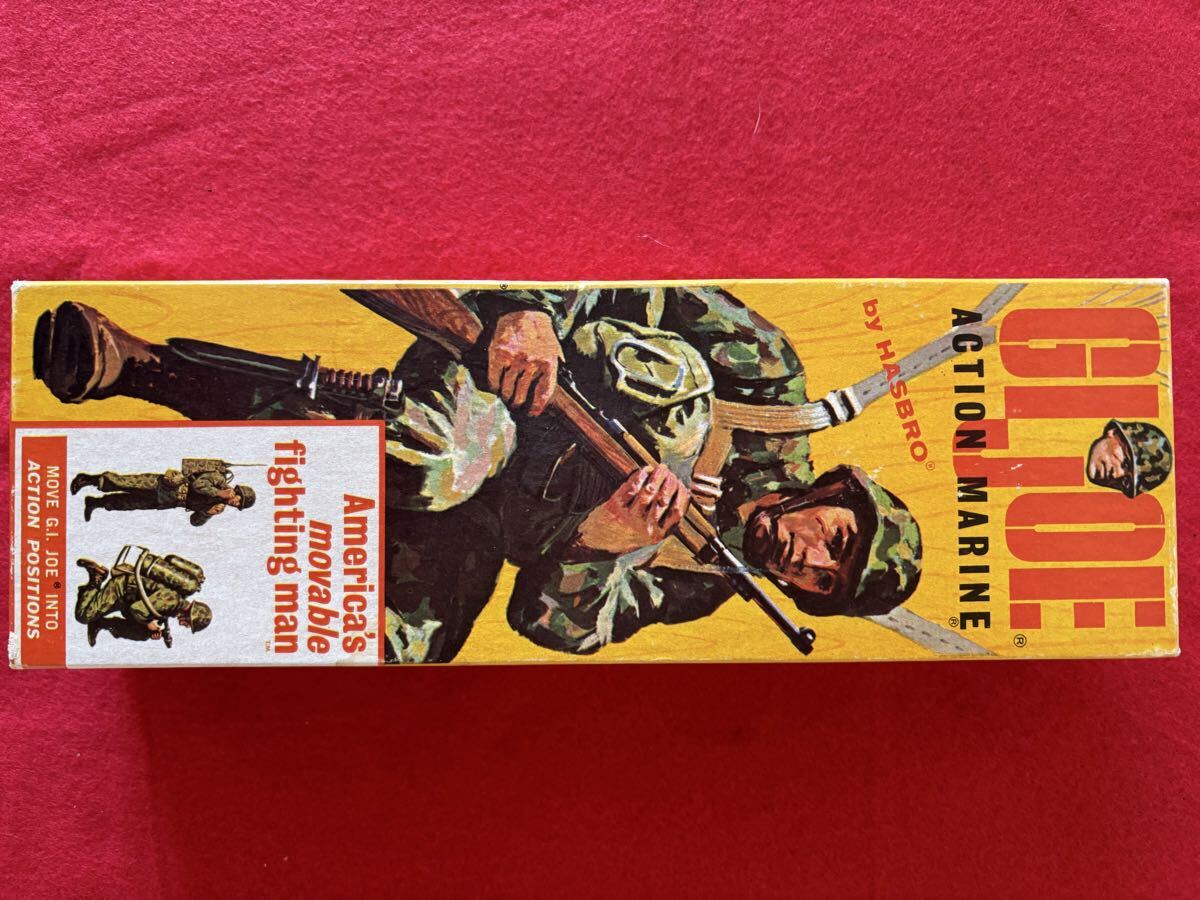 G.I. JOE®
ACTION MARINE®
by HASBRO®
America's
movable
fighting man™
MOVE G.I. JOE® INTO
ACTION POSITIONS